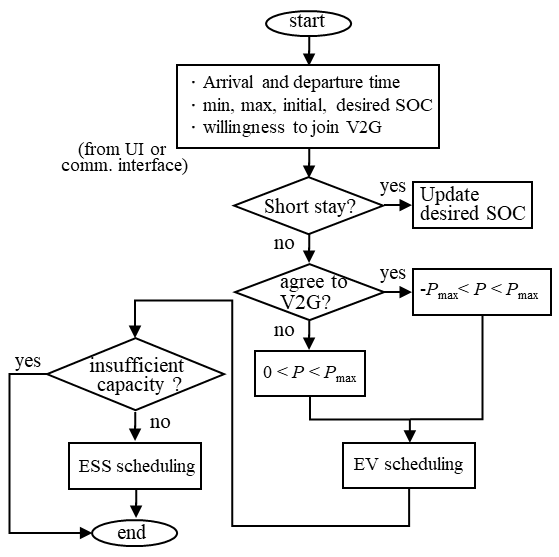 start
· Arrival and departure time
· min, max, initial, desired SOC
· willingness to join V2G
(from UI or
comm. interface)
Short stay?
yes
Update
desired SOC
no
agree to
V2G?
yes
-Pmax< P < Pmax
no
0 < P < Pmax
yes
insufficient
capacity ?
no
ESS scheduling
EV scheduling
end